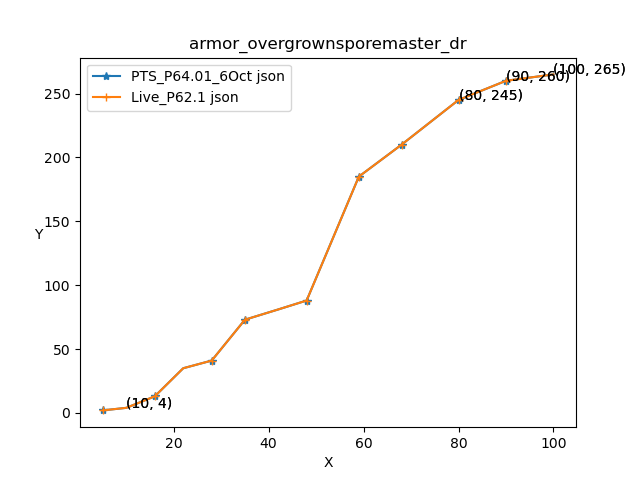 armor_overgrownsporemaster_dr
PTS_P64.01_6Oct json
Live_P62.1 json
(100, 265)
(90, 260)
(80, 245)
(10, 4)
250
200
150
100
50
0
Y
20 40 60 80 100
X